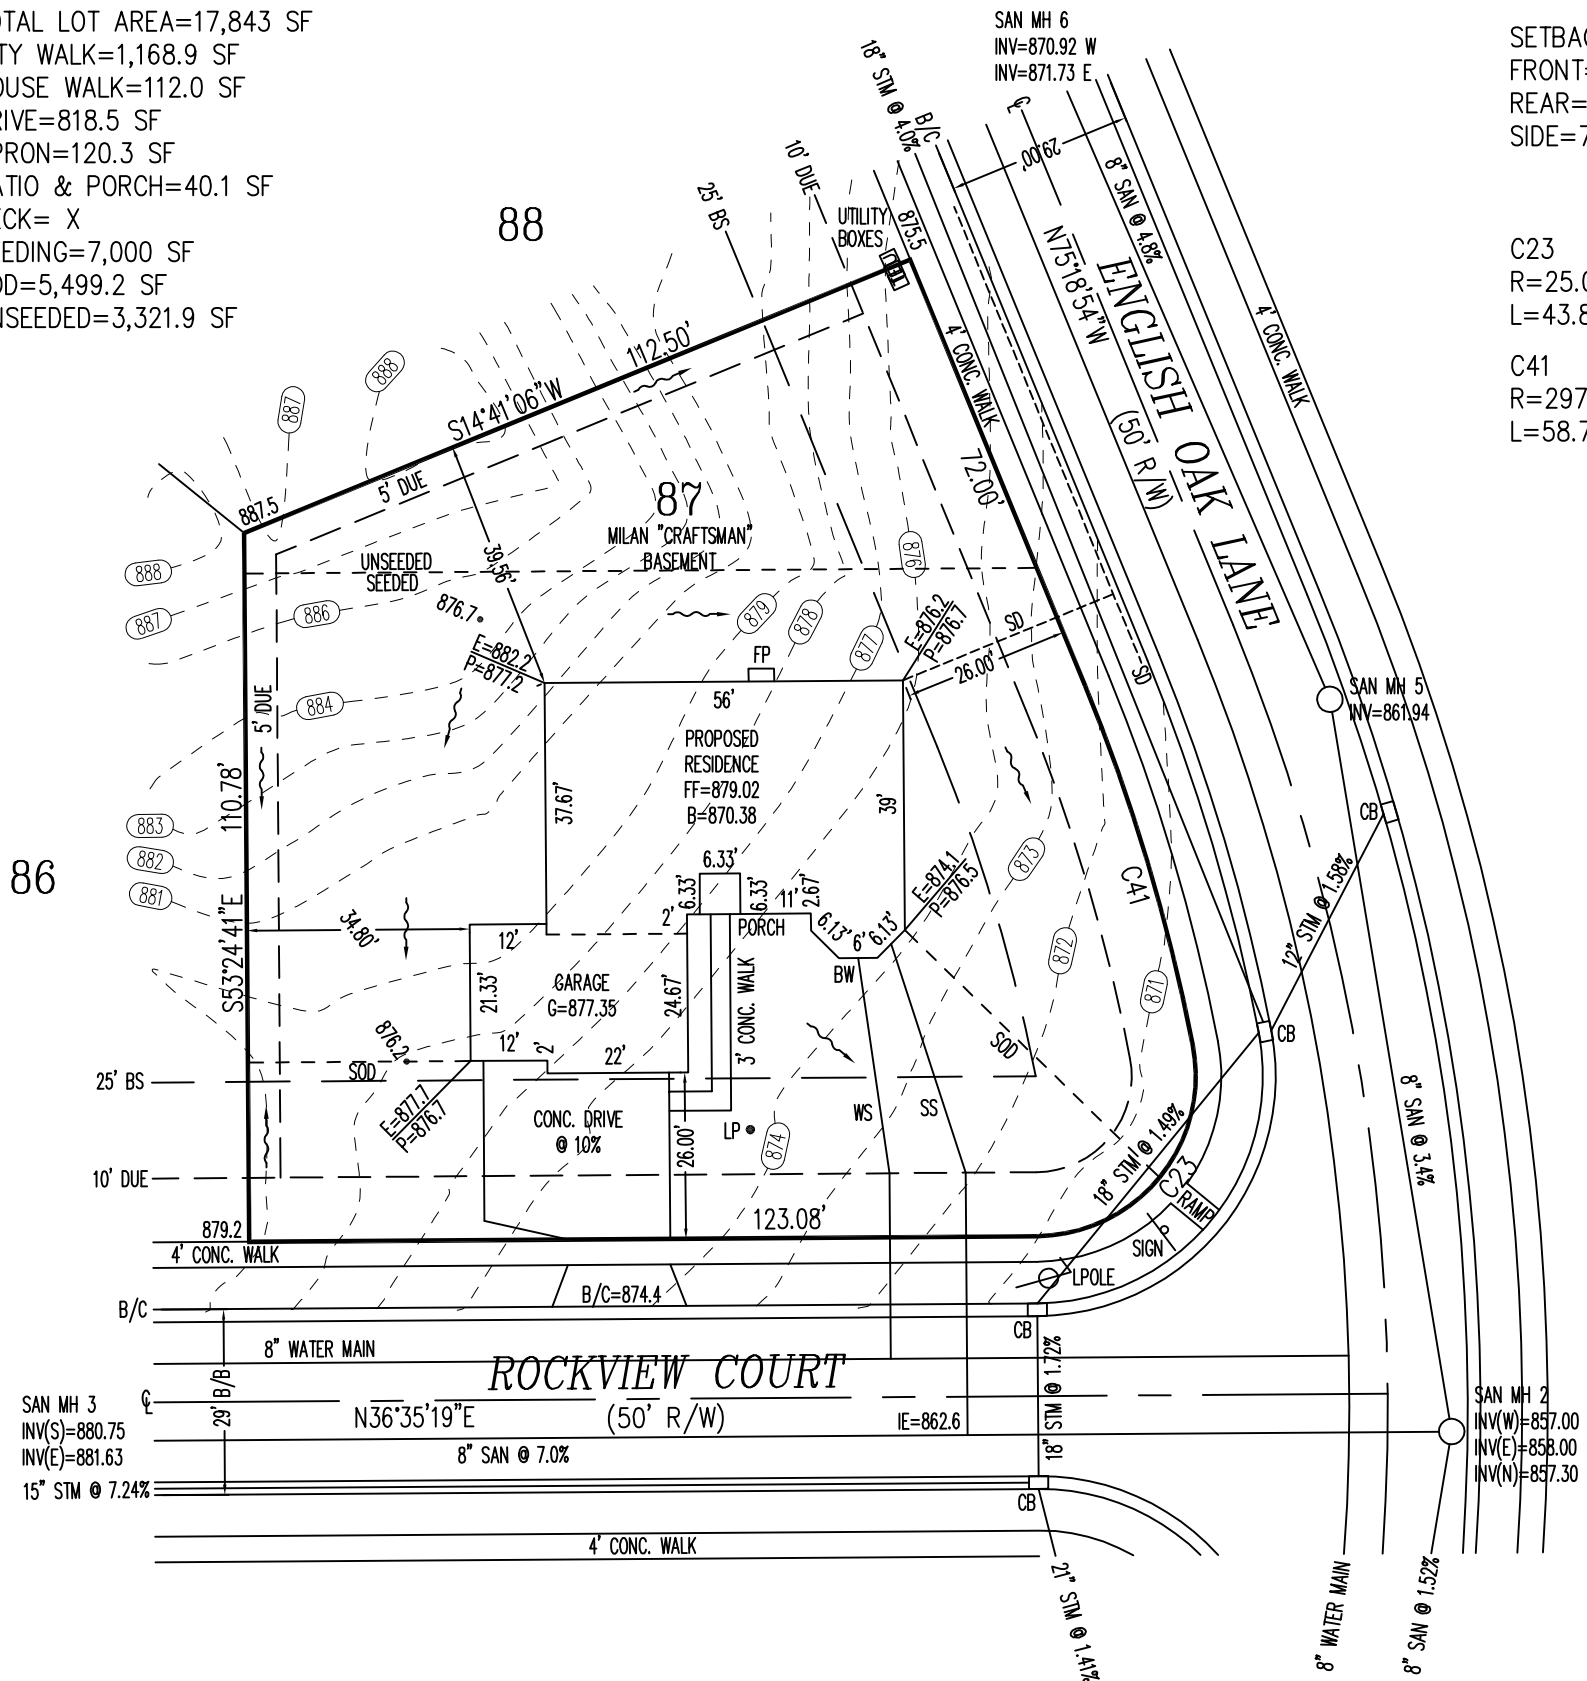 OTAL LOT AREA=17,843 SF
TY WALK=1,168.9 SF
OUSE WALK=112.0 SF
RIVE=818.5 SF
PRON=120.3 SF
ATIO & PORCH=40.1 SF
ECK= X
EDING=7,000 SF
OD=5,499.2 SF
NSEEDED=3,321.9 SF
SAN MH 6
INV=870.92 W
INV=871.73 E
SETBAC
FRONT=
REAR=
SIDE=7
C23
R=25.0
L=43.8
C41
R=297
L=58.7
18" STM @ 4.0%
B/C
℄
29.00'
8" SAN @ 4.8%
10' DUE
25' BS
UTILITY
BOXES
TEL
875.5
88
N75°18'54"W
ENGLISH OAK LANE
(50' R/W)
4' CONC. WALK
4' CONC. WALK
112.50'
S14°41'06"W
5' DUE
887.5
888
887
72.00'
87
MILAN "CRAFTSMAN"
BASEMENT
39.56'
UNSEEDED
SEEDED
888
887
886
884
883
882
881
876.7
E=882.2
P=877.2
879
878
877
876
E=876.2
P=876.7
SD
26.00'
SD
FP
56'
SAN MH 5
INV=861.94
5' DUE
110.78'
S53°24'41"E
86
PROPOSED
RESIDENCE
FF=879.02
B=870.38
37.67'
39'
CB
12" STM @ 1.58%
873
C41
E=874.1
P=876.5
6.33'
6.33'
6.33'
11'
2.67'
2'
PORCH
6.13'
6'
6.13'
BW
34.80'
12'
21.33'
GARAGE
G=877.35
24.67'
3' CONC. WALK
872
871
CB
876.2
12'
2'
22'
SOD
SOD
25' BS
E=877.7
P=876.7
CONC. DRIVE
@ 10%
26.00'
LP
874
WS
SS
8" SAN @ 3.4%
18" STM @ 1.49%
10' DUE
C23
RAMP
SIGN
P
879.2
4' CONC. WALK
123.08'
LPOLE
B/C
B/C=874.4
CB
8" WATER MAIN
ROCKVIEW COURT
29' B/B
18" STM @ 1.72%
SAN MH 3
INV(S)=880.75
INV(E)=881.63
℄
N36°35'19"E
(50' R/W)
IE=862.6
SAN MH 2
INV(W)=857.00
INV(E)=858.00
INV(N)=857.30
8" SAN @ 7.0%
15" STM @ 7.24%
CB
4' CONC. WALK
21" STM @ 1.41%
8" WATER MAIN
8" SAN @ 1.52%